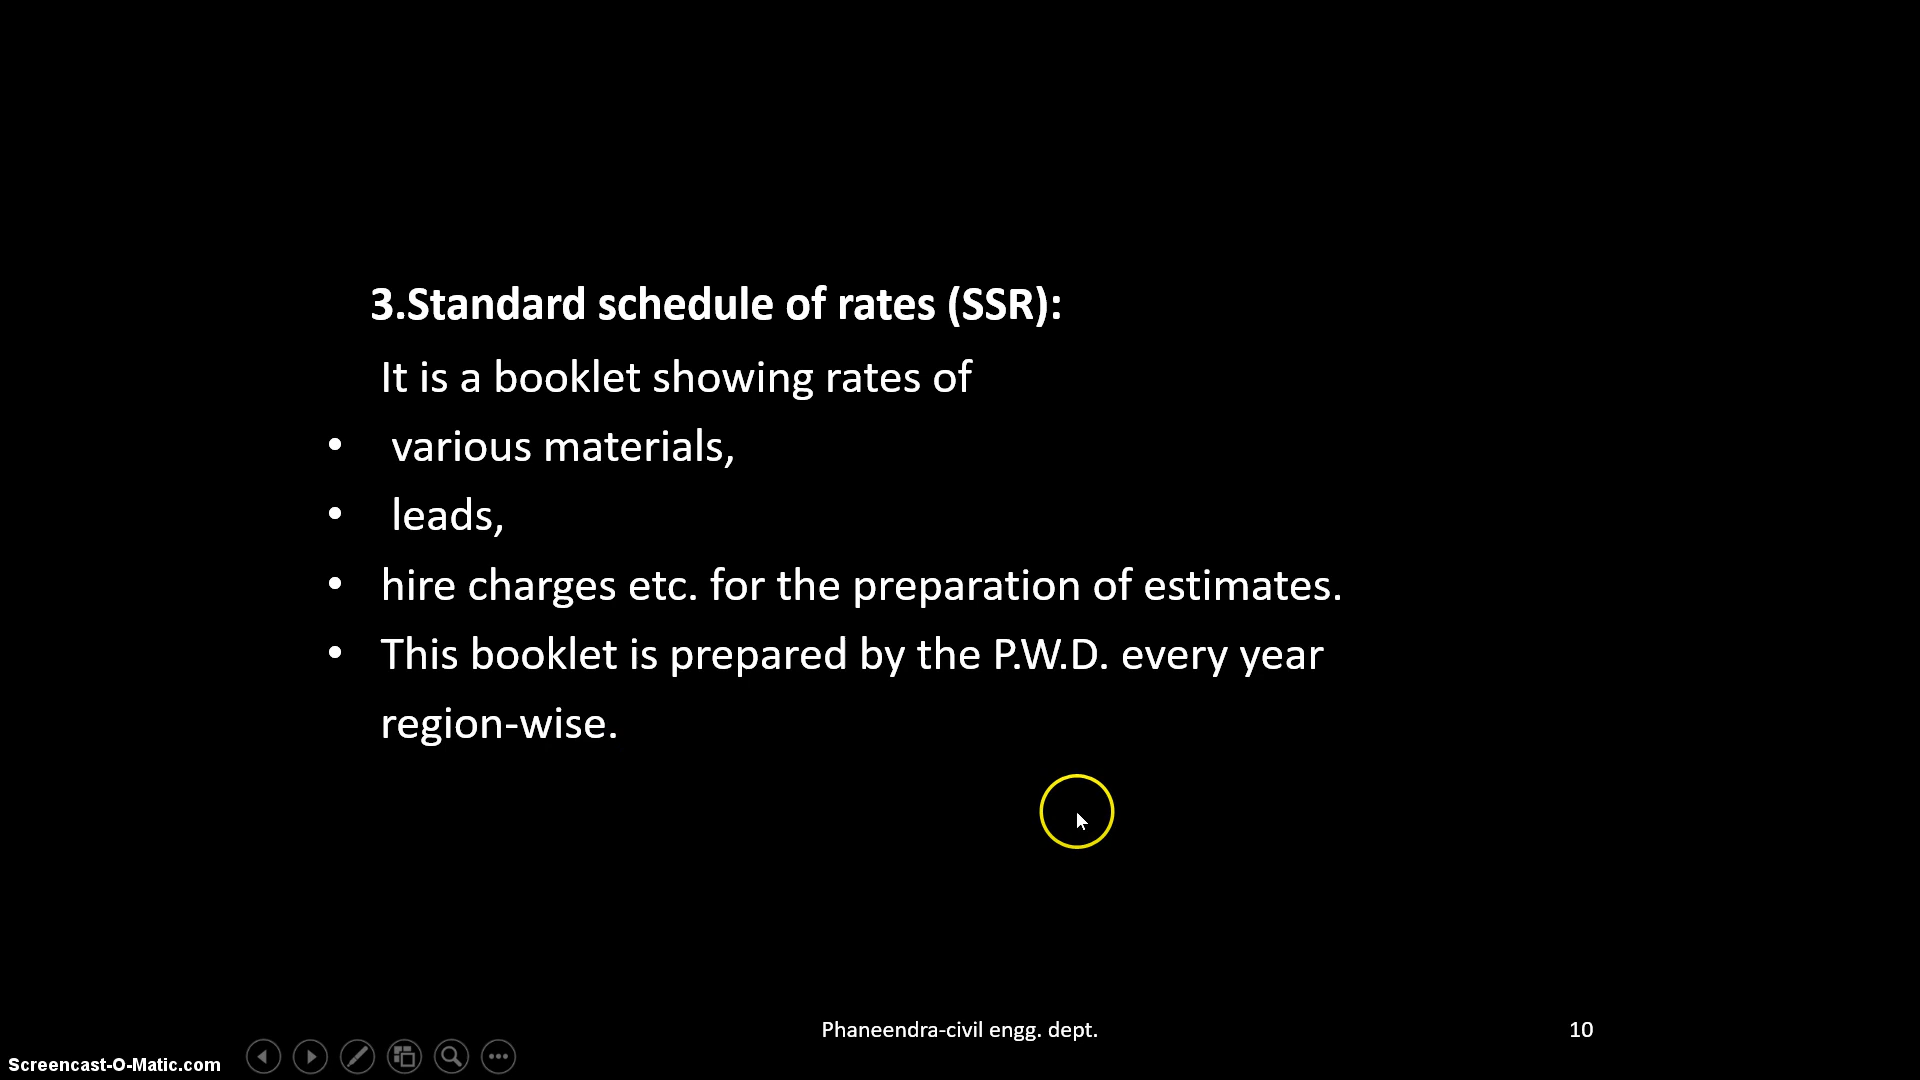 3.Standard schedule of rates (SSR):
It is a booklet showing rates of
• various materials,
• leads,
• hire charges etc. for the preparation of estimates.
• This booklet is prepared by the P.W.D. every year
region-wise.
Phaneendra-civil engg. dept.
10
Screencast-O-Matic.com